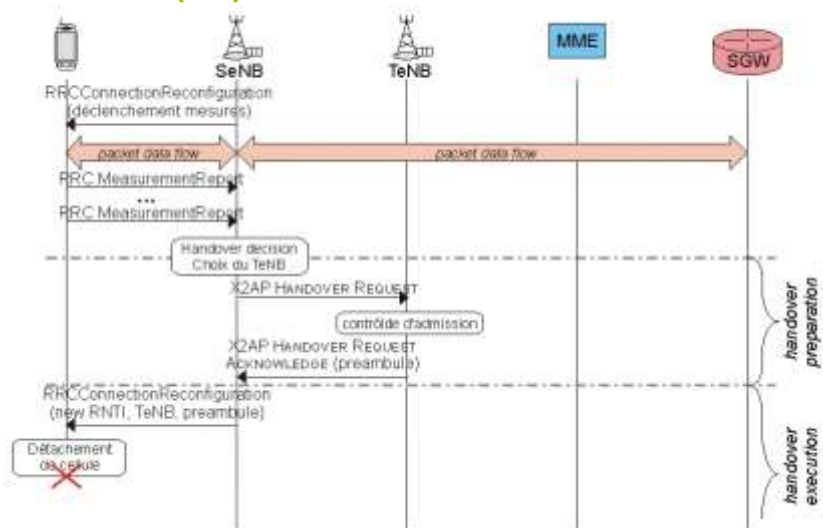 MME
SGW
SeNB
TeNB
RRCConnectionReconfiguration
(déclenchement mesures)
packet data flow
packet data flow
RRC MeasurementReport
...
RRC MeasurementReport
Handover decision
Choix du TeNB
X2AP HANDOVER REQUEST
contrôlde d'admission
X2AP HANDOVER REQUEST
ACKNOWLEDGE (preambule)
handover
preparation
RRCConnectionReconfiguration
(new RNTI, TeNB, preambule)
Détachement
de cellule
handover
execution